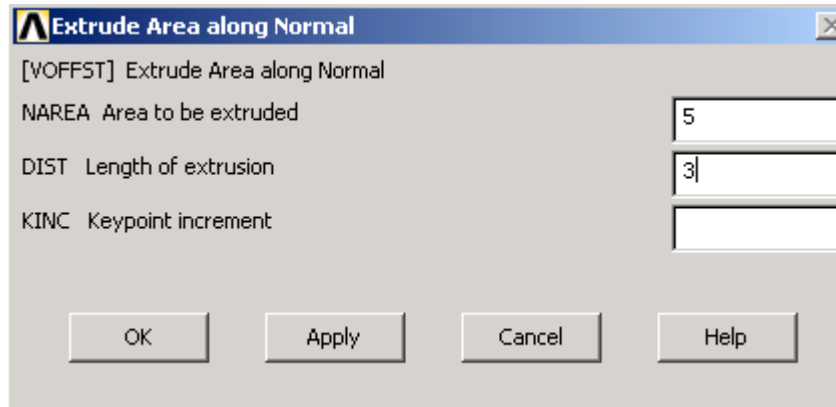 Extrude Area along Normal
[VOFFST] Extrude Area along Normal
NAREA Area to be extruded
5
DIST Length of extrusion
3
KINC Keypoint increment
OK Apply Cancel Help